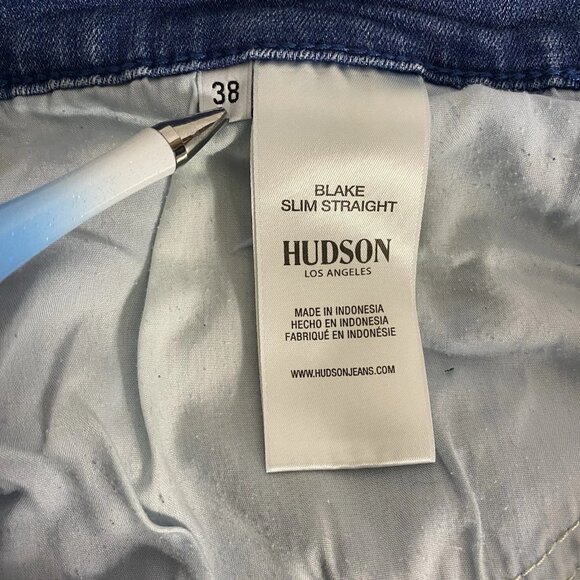 38
BLAKE
SLIM STRAIGHT
HUDSON
LOS ANGELES
MADE IN INDONESIA
HECHO EN INDONESIA
FABRIQUÉ EN INDONÉSIE
WWW.HUDSONJEANS.COM